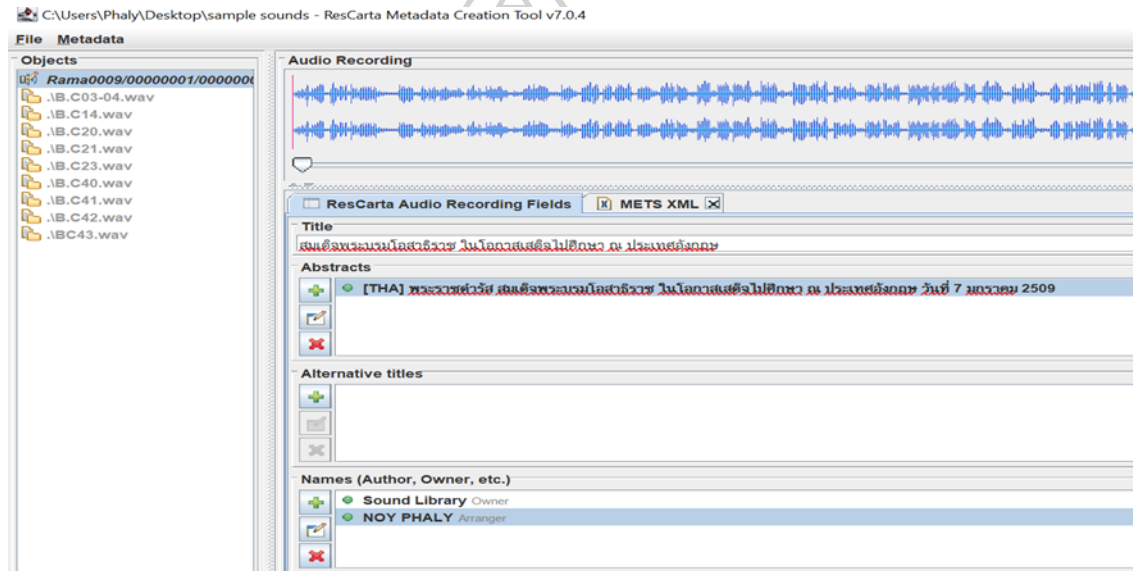 C:\Users\Phaly\Desktop\sample sounds - ResCarta Metadata Creation Tool v7.0.4
File Metadata
Objects
Rama0009/00000001/0000000
.\B.C03-04.wav
.\B.C14.wav
.\B.C20.wav
.\B.C21.wav
.\B.C23.wav
.\B.C40.wav
.\B.C41.wav
.\B.C42.wav
.\BC43.wav
Audio Recording
ResCarta Audio Recording Fields METS XML
Title
สมเด็จพระบรมโอสาธิราช ในโอกาสเสด็จไปศึกษา ณ ประเทศอังกฤษ
Abstracts
[THA] พระราชดำรัส สมเด็จพระบรมโอสาธิราช ในโอกาสเสด็จไปศึกษา ณ ประเทศอังกฤษ วันที่ 7 มกราคม 2509
Alternative titles
Names (Author, Owner, etc.)
Sound Library Owner
NOY PHALY Arranger